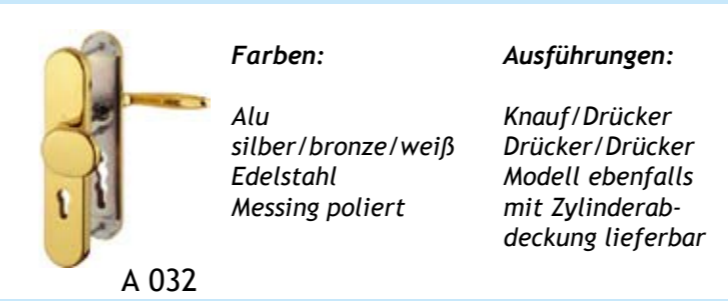 Farben:
Alu
silber/bronze/weiß
Edelstahl
Messing poliert
Ausführungen:
Knauf/Drücker
Drücker/Drücker
Modell ebenfalls
mit Zylinderab-
deckung lieferbar
A 032